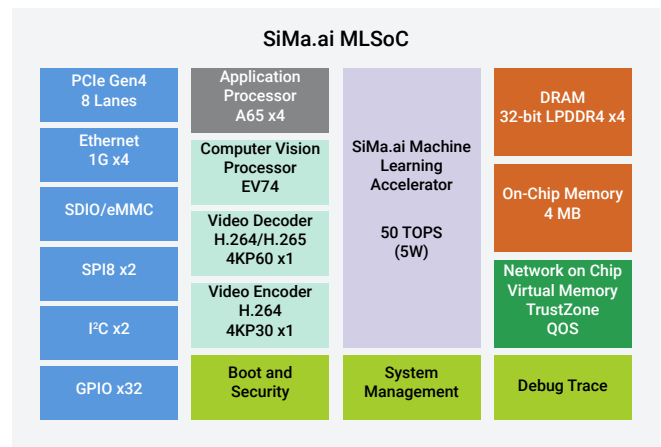 SiMa.ai MLSoC
PCIe Gen4
8 Lanes
Ethernet
1G x4
SDIO/eMMC
SPI8 x2
I²C x2
GPIO x32
Application
Processor
A65 x4
Computer Vision
Processor
EV74
Video Decoder
H.264/H.265
4KP60 x1
Video Encoder
H.264
4KP30 x1
Boot and
Security
SiMa.ai Machine
Learning
Accelerator
50 TOPS
(5W)
System
Management
DRAM
32-bit LPDDR4 x4
On-Chip Memory
4 MB
Network on Chip
Virtual Memory
TrustZone
QOS
Debug Trace